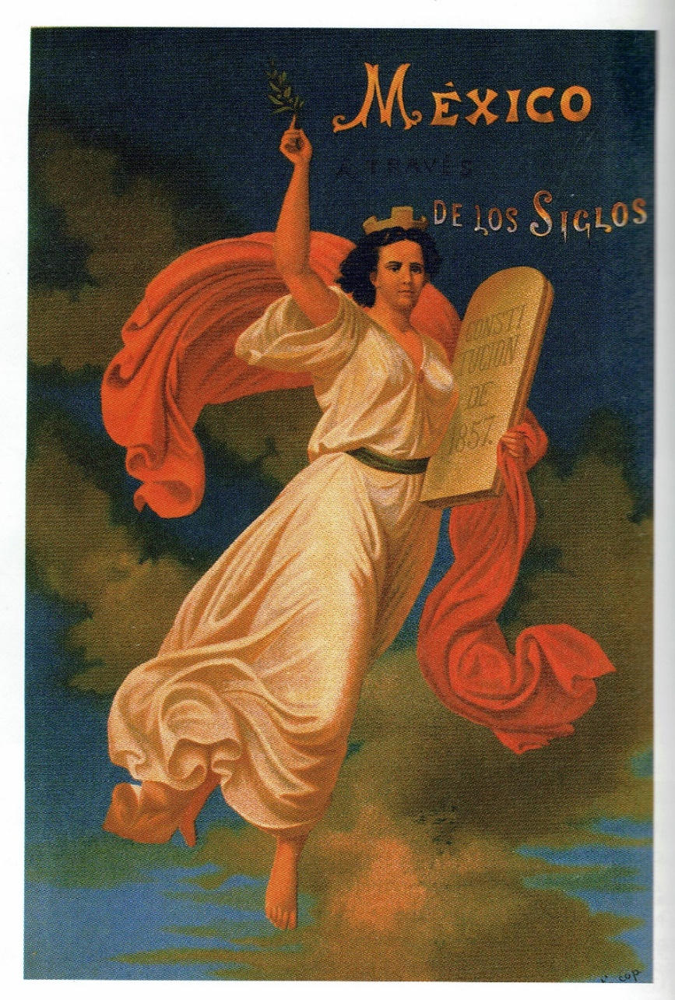 MÉXICO
Á TRAVÉS
DE LOS SIGLOS
CONSTI
TUCION
DE
1857.